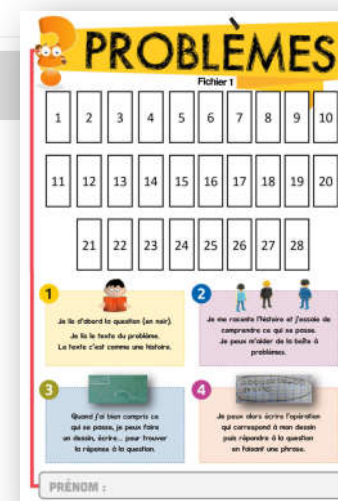 PROBLÈMES
Fichier 1
1 2 3 4 5 6 7 8 9 10
11 12 13 14 15 16 17 18 19 20
21 22 23 24 25 26 27 28
1
Je lis d'abord la question (en noir).
Je lis le texte du problème.
Le texte c'est comme une histoire.
2
Je me raconte l'histoire et j'essaie de
comprendre ce qui se passe.
Je peux m'aider de la boîte à
problèmes.
3
Quand j'ai bien compris ce
qui se passe, je peux faire
un dessin, écrire... pour trouver
la réponse à la question.
4
Je peux alors écrire l'opération
qui correspond à mon dessin
puis répondre à la question
en faisant une phrase.
PRÉNOM :